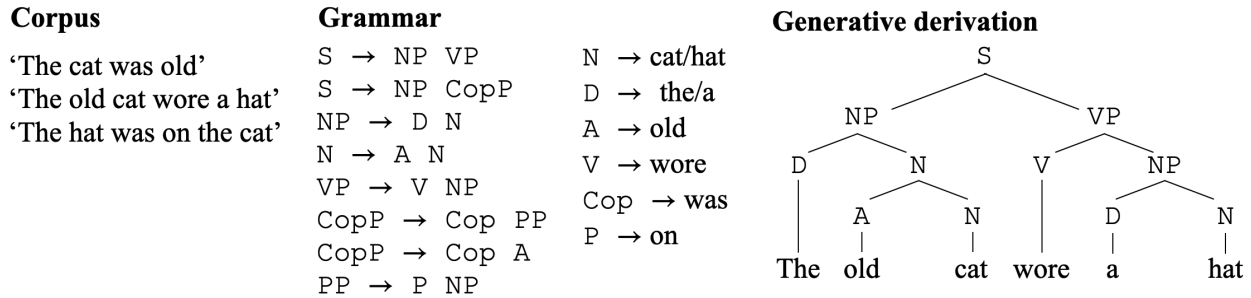 Corpus
‘The cat was old’
‘The old cat wore a hat’
‘The hat was on the cat’
Grammar
S → NP VP
S → NP CopP
NP → D N
N → A N
VP → V NP
CopP → Cop PP
CopP → Cop A
PP → P NP
N → cat/hat
D → the/a
A → old
V → wore
Cop → was
P → on
Generative derivation
S
NP VP
D N V NP
A N D N
The old cat wore a hat